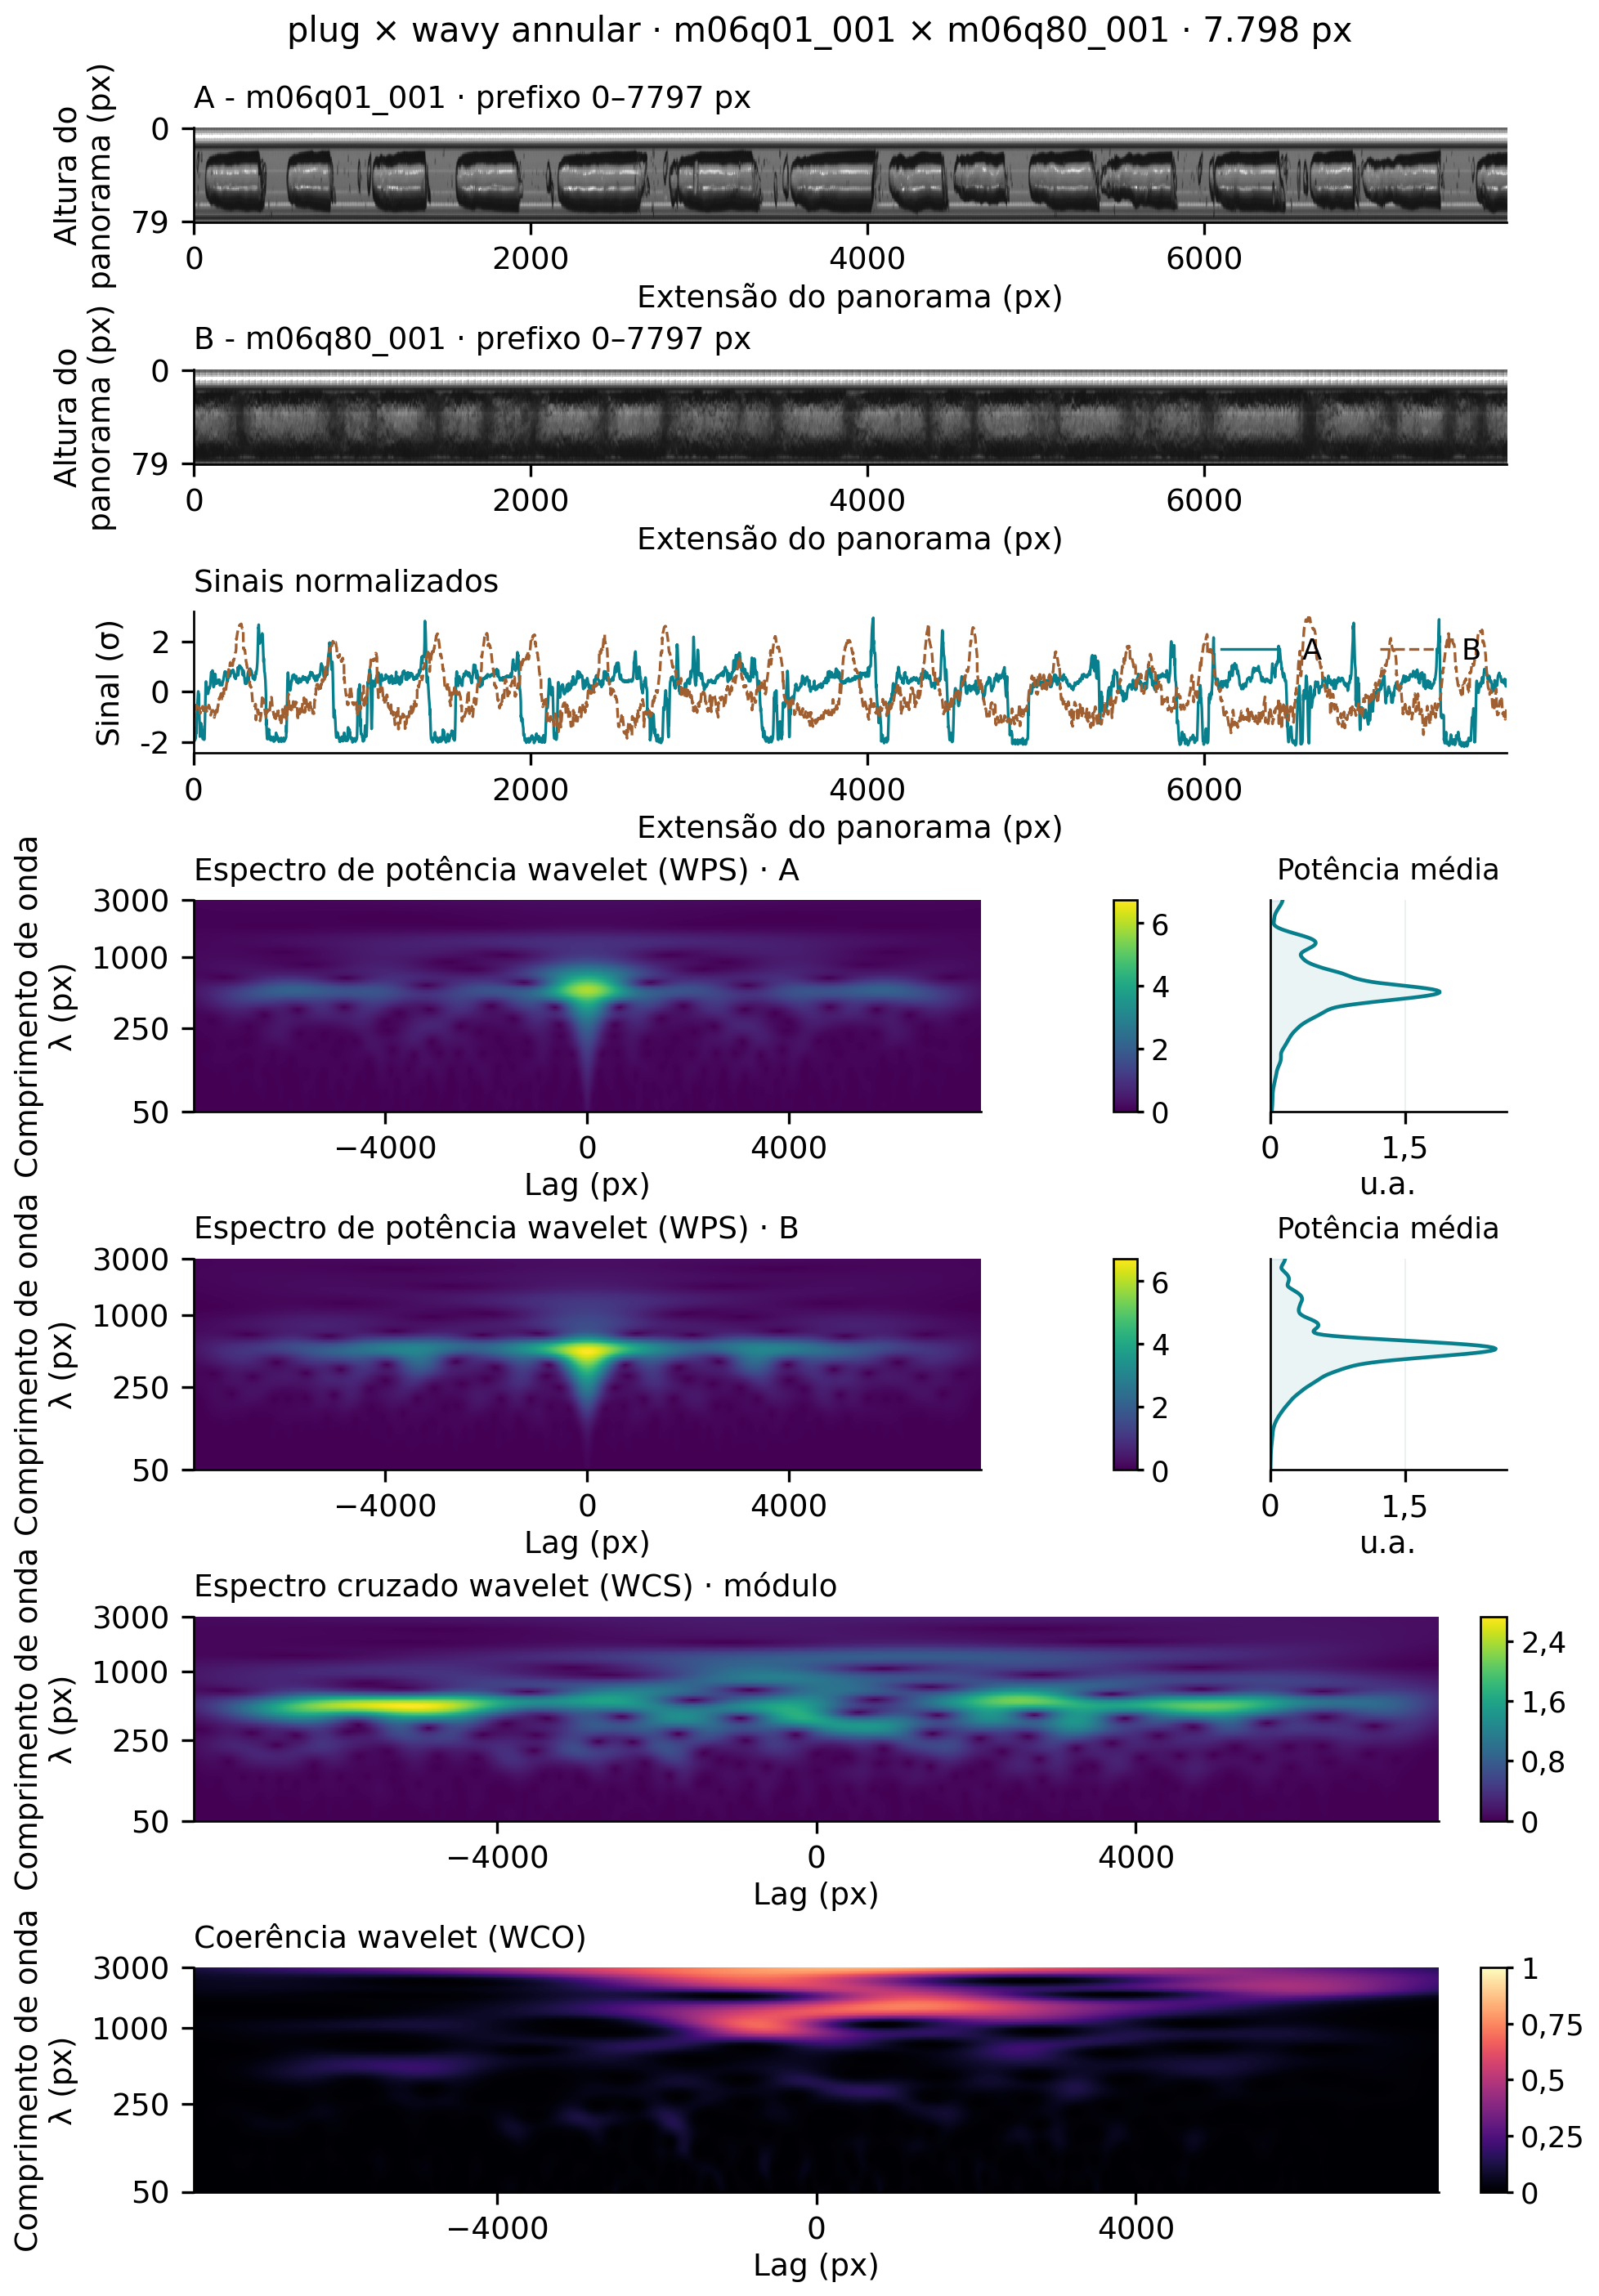 plug × wavy annular · m06q01_001 × m06q80_001 · 7.798 px
A - m06q01_001 · prefixo 0–7797 px
Altura do
panorama (px)
0
79
0 2000 4000 6000
Extensão do panorama (px)
B - m06q80_001 · prefixo 0–7797 px
Altura do
panorama (px)
0
79
0 2000 4000 6000
Extensão do panorama (px)
Sinais normalizados
Sinal (σ)
2
0
-2
A B
0 2000 4000 6000
Extensão do panorama (px)
Espectro de potência wavelet (WPS) · A
Comprimento de onda
λ (px)
3000
1000
250
50
−4000 0 4000
Lag (px)
6
4
2
0
Potência média
0 1,5
u.a.
Espectro de potência wavelet (WPS) · B
Comprimento de onda
λ (px)
3000
1000
250
50
−4000 0 4000
Lag (px)
6
4
2
0
Potência média
0 1,5
u.a.
Espectro cruzado wavelet (WCS) · módulo
Comprimento de onda
λ (px)
3000
1000
250
50
−4000 0 4000
Lag (px)
2,4
1,6
0,8
0
Coerência wavelet (WCO)
Comprimento de onda
λ (px)
3000
1000
250
50
−4000 0 4000
Lag (px)
1
0,75
0,5
0,25
0